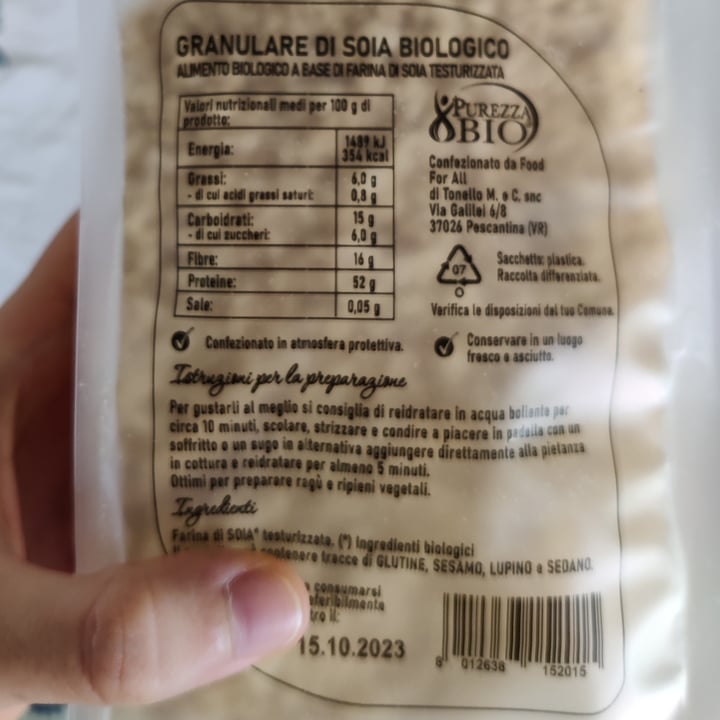 GRANULARE DI SOIA BIOLOGICO
ALIMENTO BIOLOGICO A BASE DI FARINA DI SOIA TESTURIZZATA
Valori nutrizionali medi per 100 g di
prodotto:
Energia: 1489 kJ
354 kcal
Grassi: 6,0 g
- di cui acidi grassi saturi: 0,8 g
Carboidrati: 15 g
- di cui zuccheri: 6,0 g
Fibre: 16 g
Proteine: 52 g
Sale: 0,05 g
PUREZZA
BIO
Confezionato da Food
For All
di Tonello M. e C. snc
Via Galilei 6/8
37026 Pescantina (VR)
07
Sacchetto: plastica.
Raccolta differenziata.
Verifica le disposizioni del tuo Comune.
Confezionato in atmosfera protettiva.
Conservare in un luogo
fresco e asciutto.
Istruzioni per la preparazione
Per gustarli al meglio si consiglia di reidratare in acqua bollente per
circa 10 minuti, scolare, strizzare e condire a piacere in padella con un
soffritto o un sugo in alternativa aggiungere direttamente alla pietanza
in cottura e reidratare per almeno 5 minuti.
Ottimi per preparare ragù e ripieni vegetali.
Ingredienti
Farina di SOIA* testurizzata. (*) Ingredienti biologici
contenere tracce di GLUTINE, SESAMO, LUPINO e SEDANO.
consumarsi
15.10.2023
8 012638 152015